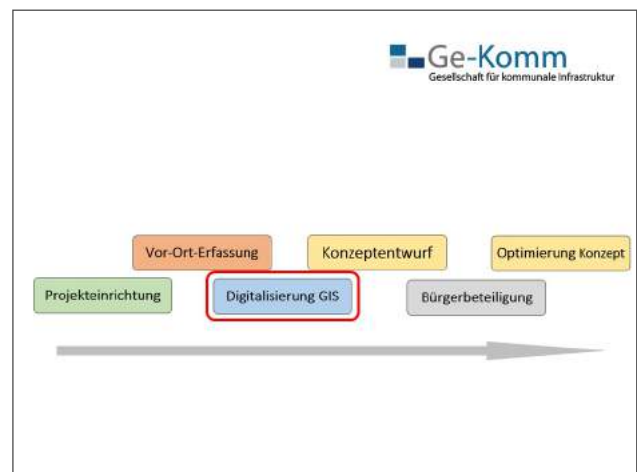 Ge-Komm
Gesellschaft für kommunale Infrastruktur
Vor-Ort-Erfassung
Konzeptentwurf
Optimierung Konzept
Projekteinrichtung
Digitalisierung GIS
Bürgerbeteiligung